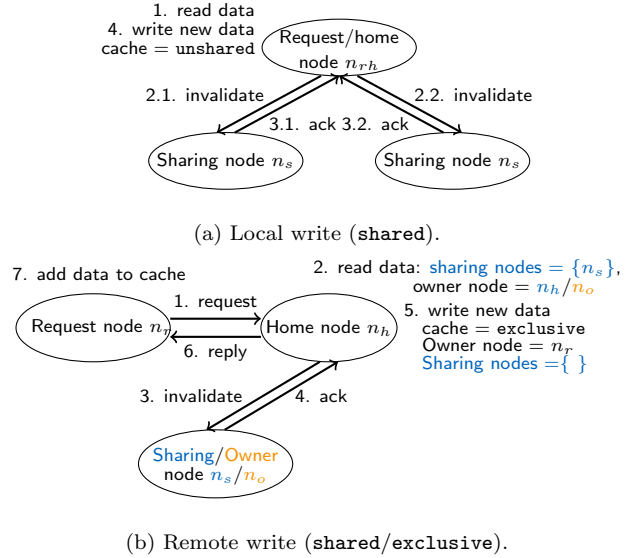 1. read data
4. write new data
cache = unshared
Request/home
node n_rh
2.1. invalidate
2.2. invalidate
3.1. ack 3.2. ack
Sharing node n_s
Sharing node n_s
(a) Local write (shared).
7. add data to cache
2. read data: sharing nodes = {n_s},
owner node = n_h/n_o
1. request
5. write new data
cache = exclusive
Owner node = n_r
Sharing nodes ={ }
Request node n_r
Home node n_h
6. reply
3. invalidate
4. ack
Sharing/Owner
node n_s/n_o
(b) Remote write (shared/exclusive).